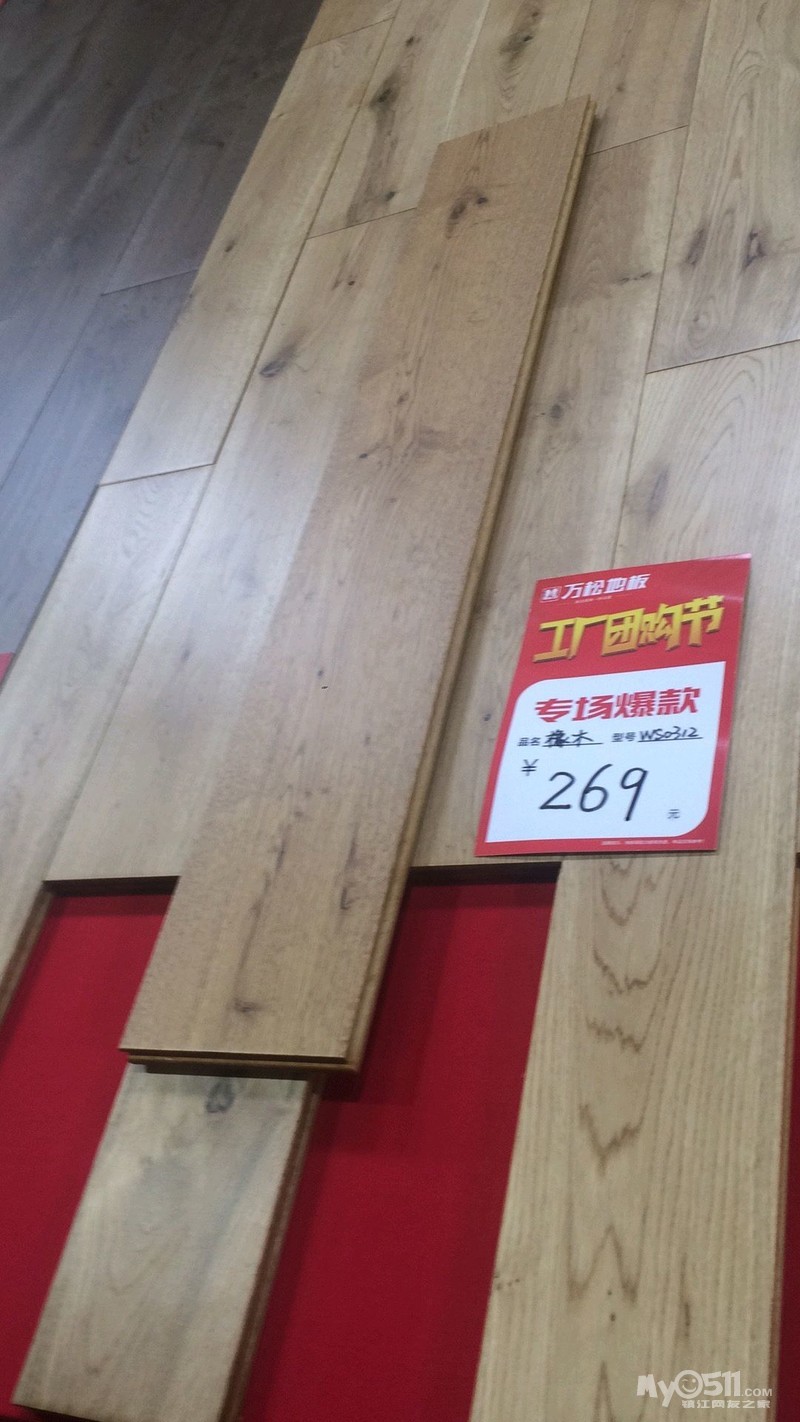 万松地板
工厂团购节
专场爆款
品名 橡木 型号 WS0312
¥ 269 元
My0511.COM
镇江网友之家